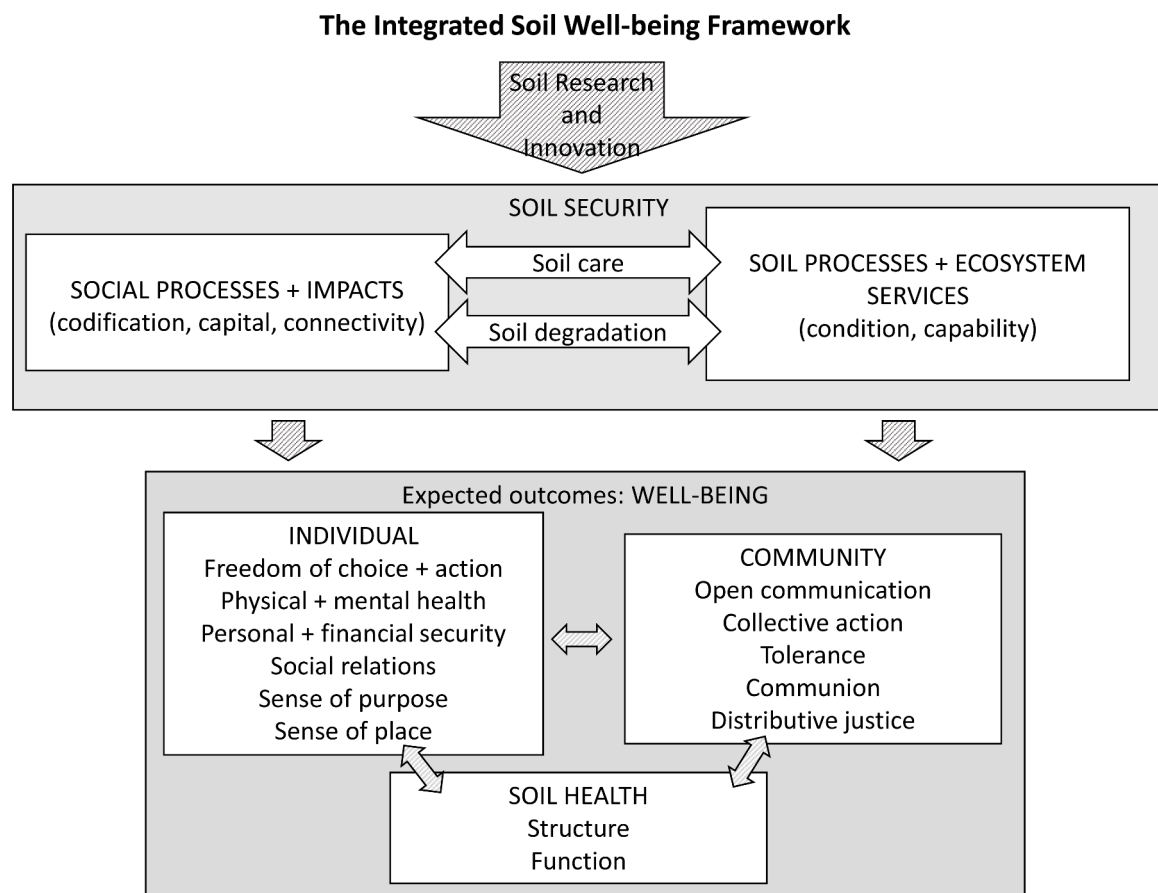 The Integrated Soil Well-being Framework
Soil Research
and
Innovation
SOIL SECURITY
SOCIAL PROCESSES + IMPACTS
(codification, capital, connectivity)
Soil care
Soil degradation
SOIL PROCESSES + ECOSYSTEM
SERVICES
(condition, capability)
Expected outcomes: WELL-BEING
INDIVIDUAL
Freedom of choice + action
Physical + mental health
Personal + financial security
Social relations
Sense of purpose
Sense of place
COMMUNITY
Open communication
Collective action
Tolerance
Communion
Distributive justice
SOIL HEALTH
Structure
Function